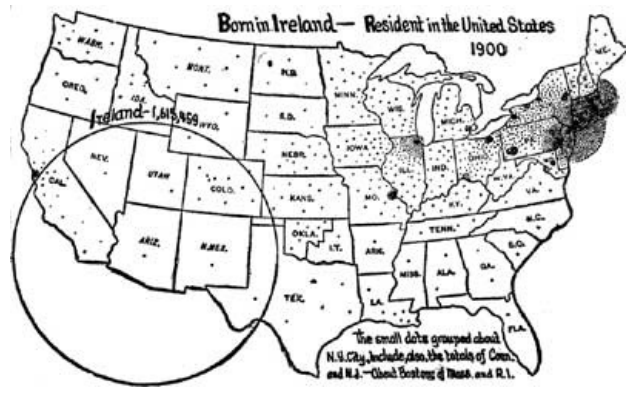 Born in Ireland — Resident in the United States
1900
WASH.
MONT.
N.D.
MINN.
ME.
OREG.
IDA.
WIS.
MICH.
Ireland-1,615,459
WYO.
S.D.
IOWA
NEBR.
NEV.
UTAH
COLO.
ILL.
IND.
OHIO
W.VA.
VA.
CAL.
KANS.
MO.
KY.
ARIZ.
N.MEX.
OKLA.
I.T.
ARK.
TENN.
N.C.
S.C.
TEX.
LA.
MISS.
ALA.
GA.
FLA.
The small dots grouped about
N.Y. City, include, also, the totals of Conn.
and N.J. — About Boston, of Mass. and R.I.